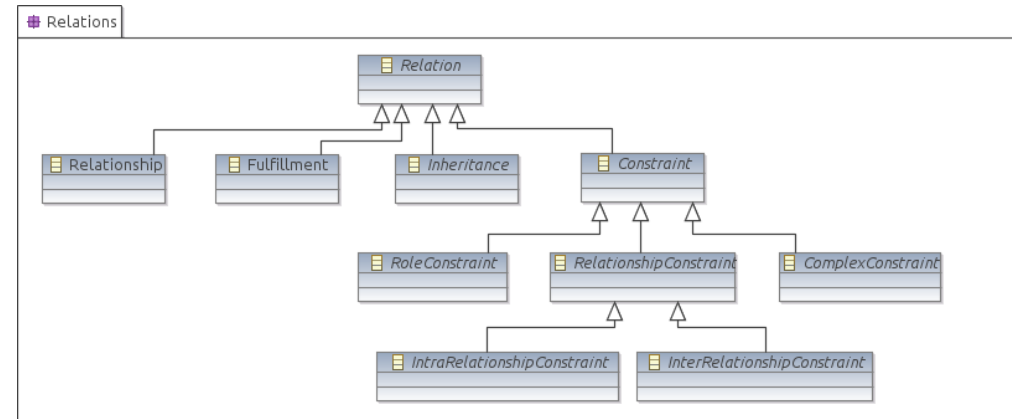 Relations
Relation
Relationship
Fulfillment
Inheritance
Constraint
RoleConstraint
RelationshipConstraint
ComplexConstraint
IntraRelationshipConstraint
InterRelationshipConstraint